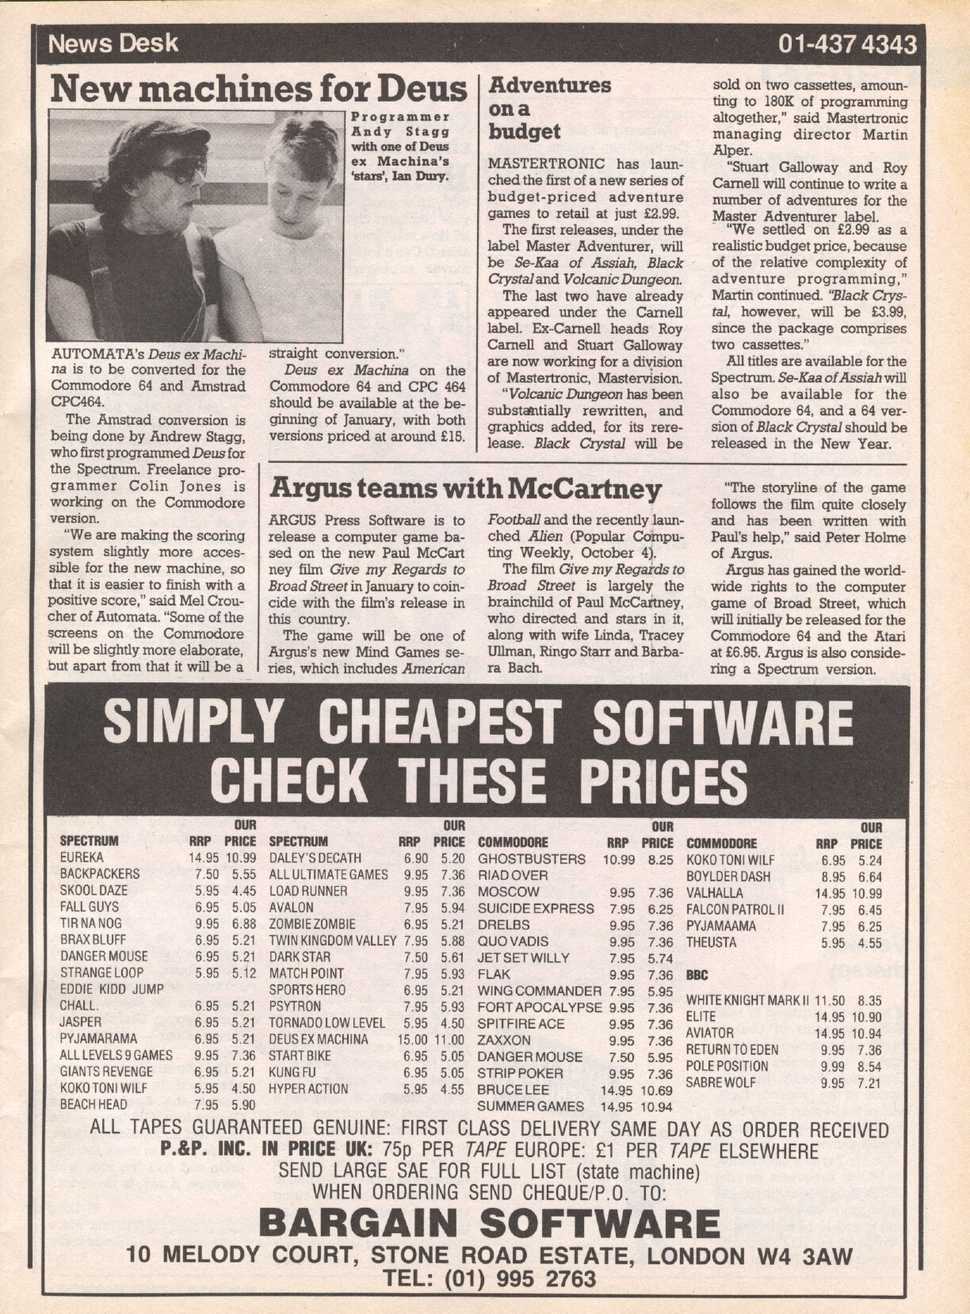 News Desk
01-437 4343
New machines for Deus
Programmer
Andy Stagg
with one of Deus
ex Machina's
'stars', Ian Dury.
AUTOMATA's Deus ex Machi-
na is to be converted for the
Commodore 64 and Amstrad
CPC464.
The Amstrad conversion is
being done by Andrew Stagg,
who first programmed Deus for
the Spectrum. Freelance pro-
grammer Colin Jones is
working on the Commodore
version.
"We are making the scoring
system slightly more acces-
sible for the new machine, so
that it is easier to finish with a
positive score," said Mel Crou-
cher of Automata. "Some of the
screens on the Commodore
will be slightly more elaborate,
but apart from that it will be a
straight conversion."
Deus ex Machina on the
Commodore 64 and CPC 464
should be available at the be-
ginning of January, with both
versions priced at around £15.
Adventures
on a
budget
MASTERTRONIC has laun-
ched the first of a new series of
budget-priced adventure
games to retail at just £2.99.
The first releases, under the
label Master Adventurer, will
be Se-Kaa of Assiah, Black
Crystal and Volcanic Dungeon.
The last two have already
appeared under the Carnell
label. Ex-Carnell heads Roy
Carnell and Stuart Galloway
are now working for a division
of Mastertronic, Mastervision.
"Volcanic Dungeon has been
substantially rewritten, and
graphics added, for its rere-
lease. Black Crystal will be
sold on two cassettes, amoun-
ting to 180K of programming
altogether," said Mastertronic
managing director Martin
Alper.
"Stuart Galloway and Roy
Carnell will continue to write a
number of adventures for the
Master Adventurer label.
"We settled on £2.99 as a
realistic budget price, because
of the relative complexity of
adventure programming,"
Martin continued. "Black Crys-
tal, however, will be £3.99,
since the package comprises
two cassettes."
All titles are available for the
Spectrum. Se-Kaa of Assiah will
also be available for the
Commodore 64, and a 64 ver-
sion of Black Crystal should be
released in the New Year.
Argus teams with McCartney
ARGUS Press Software is to
release a computer game ba-
sed on the new Paul McCart
ney film Give my Regards to
Broad Street in January to coin-
cide with the film's release in
this country.
The game will be one of
Argus's new Mind Games se-
ries, which includes American
Football and the recently laun-
ched Alien (Popular Compu-
ting Weekly, October 4).
The film Give my Regards to
Broad Street is largely the
brainchild of Paul McCartney,
who directed and stars in it,
along with wife Linda, Tracey
Ullman, Ringo Starr and Barba-
ra Bach.
"The storyline of the game
follows the film quite closely
and has been written with
Paul's help," said Peter Holme
of Argus.
Argus has gained the world-
wide rights to the computer
game of Broad Street, which
will initially be released for the
Commodore 64 and the Atari
at £6.95. Argus is also conside-
ring a Spectrum version.
SIMPLY CHEAPEST SOFTWARE
CHECK THESE PRICES
SPECTRUM RRP OUR PRICE
EUREKA 14.95 10.99
BACKPACKERS 7.50 5.55
SKOOL DAZE 5.95 4.45
FALL GUYS 6.95 5.05
TIR NA NOG 9.95 6.88
BRAX BLUFF 6.95 5.21
DANGER MOUSE 6.95 5.21
STRANGE LOOP 5.95 5.12
EDDIE KIDD JUMP
CHALL. 6.95 5.21
JASPER 6.95 5.21
PYJAMARAMA 6.95 5.21
ALL LEVELS 9 GAMES 9.95 7.36
GIANTS REVENGE 6.95 5.21
KOKO TONI WILF 5.95 4.50
BEACH HEAD 7.95 5.90
SPECTRUM RRP OUR PRICE
DALEY'S DECATH 6.90 5.20
ALL ULTIMATE GAMES 9.95 7.36
LOAD RUNNER 9.95 7.36
AVALON 7.95 5.94
ZOMBIE ZOMBIE 6.95 5.21
TWIN KINGDOM VALLEY 7.95 5.88
DARK STAR 7.50 5.61
MATCH POINT 7.95 5.93
SPORTS HERO 6.95 5.21
PSYTRON 7.95 5.93
TORNADO LOW LEVEL 5.95 4.50
DEUS EX MACHINA 15.00 11.00
START BIKE 6.95 5.05
KUNG FU 6.95 5.05
HYPER ACTION 5.95 4.55
COMMODORE RRP OUR PRICE
GHOSTBUSTERS 10.99 8.25
RIAD OVER
MOSCOW 9.95 7.36
SUICIDE EXPRESS 7.95 6.25
DRELBS 9.95 7.36
QUO VADIS 9.95 7.36
JET SET WILLY 7.95 5.74
FLAK 9.95 7.36
WING COMMANDER 7.95 5.95
FORT APOCALYPSE 9.95 7.36
SPITFIRE ACE 9.95 7.36
ZAXXON 9.95 7.36
DANGER MOUSE 7.50 5.95
STRIP POKER 9.95 7.36
BRUCE LEE 14.95 10.69
SUMMER GAMES 14.95 10.94
COMMODORE RRP OUR PRICE
KOKO TONI WILF 6.95 5.24
BOYLDER DASH 8.95 6.64
VALHALLA 14.95 10.99
FALCON PATROL II 7.95 6.45
PYJAMAAMA 7.95 6.25
THEUSTA 5.95 4.55
BBC
WHITE KNIGHT MARK II 11.50 8.35
ELITE 14.95 10.90
AVIATOR 14.95 10.94
RETURN TO EDEN 9.95 7.36
POLE POSITION 9.99 8.54
SABRE WOLF 9.95 7.21
ALL TAPES GUARANTEED GENUINE: FIRST CLASS DELIVERY SAME DAY AS ORDER RECEIVED
P.&P. INC. IN PRICE UK: 75p PER TAPE EUROPE: £1 PER TAPE ELSEWHERE
SEND LARGE SAE FOR FULL LIST (state machine)
WHEN ORDERING SEND CHEQUE/P.O. TO:
BARGAIN SOFTWARE
10 MELODY COURT, STONE ROAD ESTATE, LONDON W4 3AW
TEL: (01) 995 2763